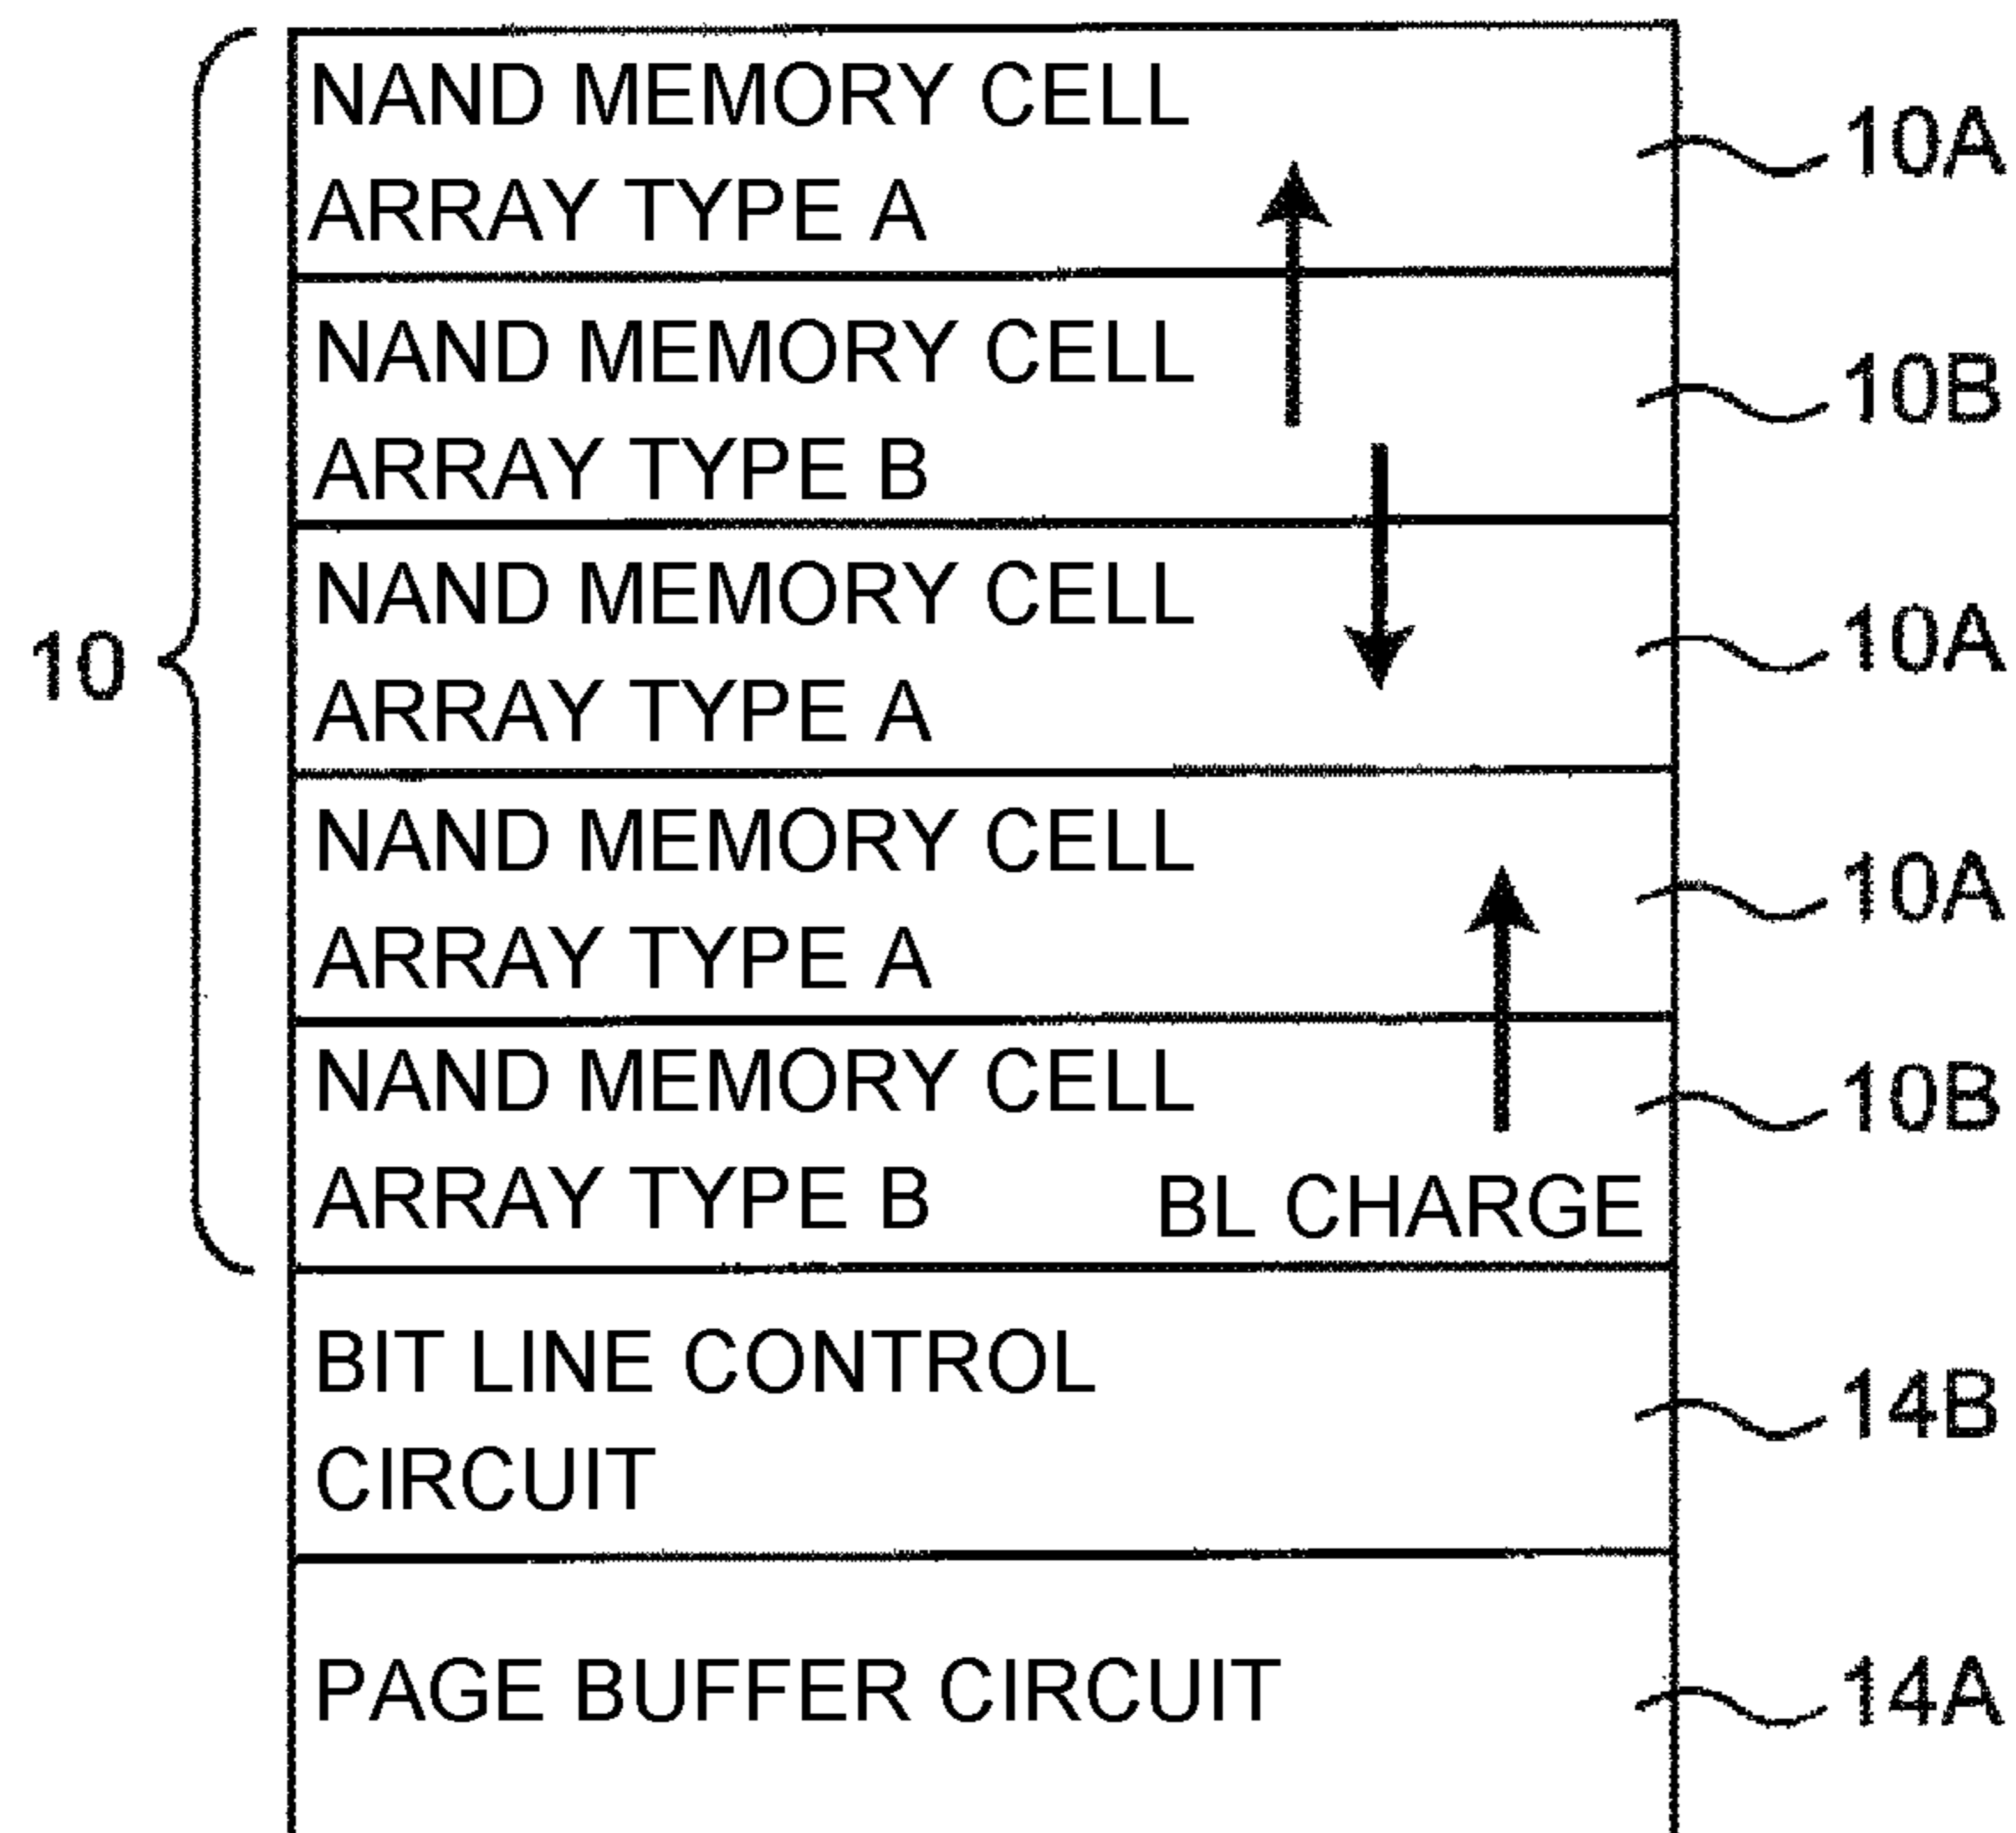 NAND MEMORY CELL
ARRAY TYPE A
10A
NAND MEMORY CELL
ARRAY TYPE B
10B
NAND MEMORY CELL
ARRAY TYPE A
10A
10
NAND MEMORY CELL
ARRAY TYPE A
10A
NAND MEMORY CELL
ARRAY TYPE B
BL CHARGE
10B
BIT LINE CONTROL
CIRCUIT
14B
PAGE BUFFER CIRCUIT
14A